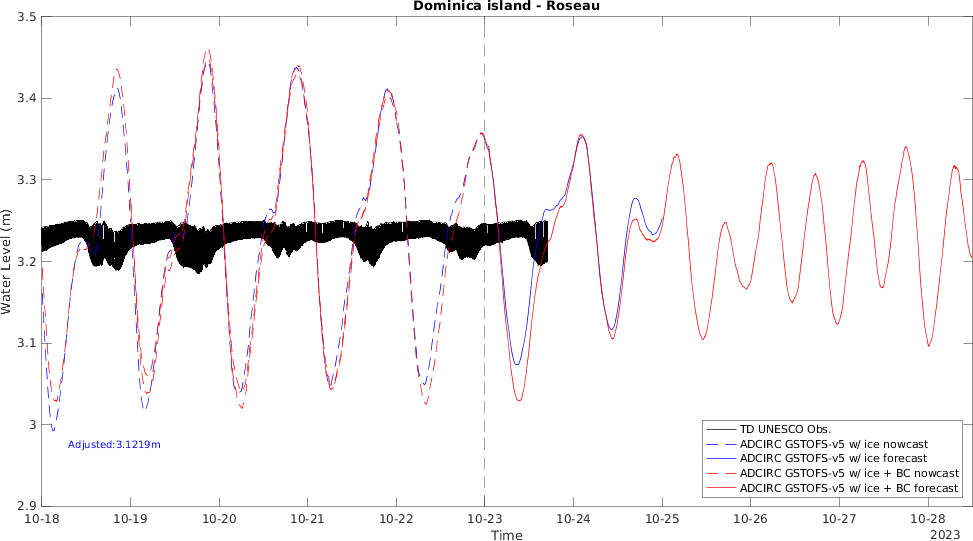 Dominica island - Roseau
3.5
3.4
3.3
3.2
3.1
3
2.9
Water Level (m)
Adjusted:3.1219m
TD UNESCO Obs.
ADCIRC GSTOFS-v5 w/ ice nowcast
ADCIRC GSTOFS-v5 w/ ice forecast
ADCIRC GSTOFS-v5 w/ ice + BC nowcast
ADCIRC GSTOFS-v5 w/ ice + BC forecast
10-18 10-19 10-20 10-21 10-22 10-23 10-24 10-25 10-26 10-27 10-28
2023
Time